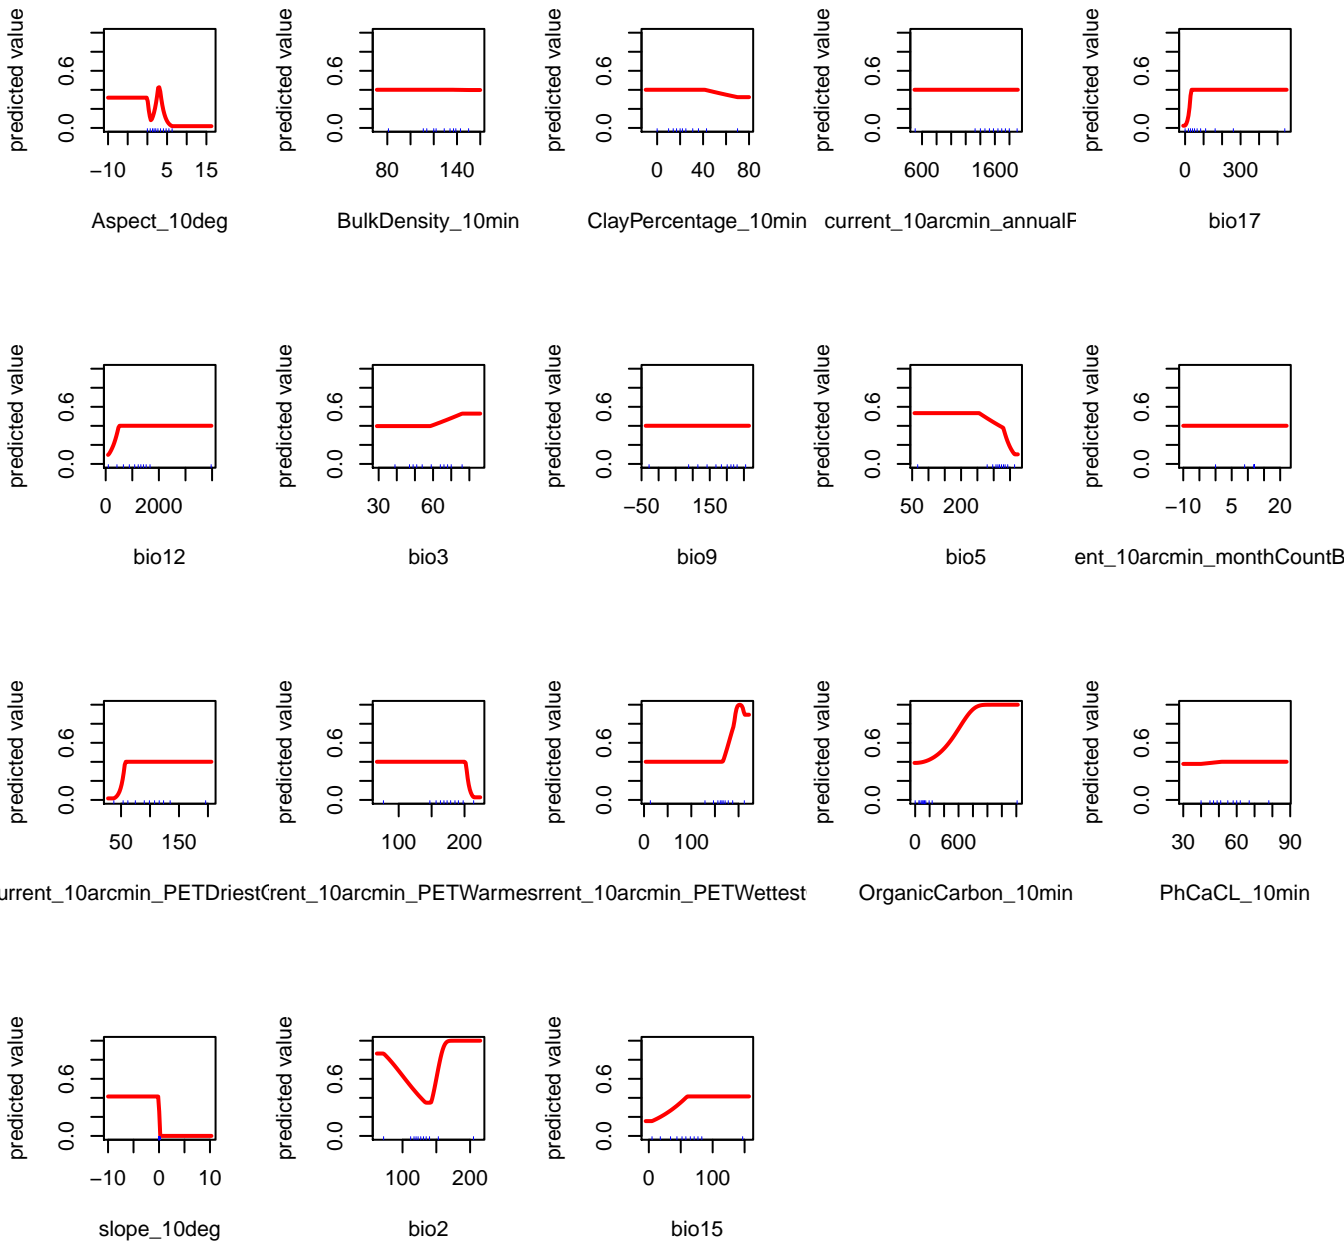 predicted value
0.0 0.6
-10 5 15
Aspect_10deg
predicted value
0.0 0.6
80 140
BulkDensity_10min
predicted value
0.0 0.6
0 40 80
ClayPercentage_10min
predicted value
0.0 0.6
600 1600
current_10arcmin_annualP
predicted value
0.0 0.6
0 300
bio17
predicted value
0.0 0.6
0 2000
bio12
predicted value
0.0 0.6
30 60
bio3
predicted value
0.0 0.6
-50 150
bio9
predicted value
0.0 0.6
50 200
bio5
predicted value
0.0 0.6
-10 5 20
ent_10arcmin_monthCountB
predicted value
0.0 0.6
50 150
urrent_10arcmin_PETDriest
predicted value
0.0 0.6
100 200
rent_10arcmin_PETWarmes
predicted value
0.0 0.6
0 100
rrent_10arcmin_PETWettest
predicted value
0.0 0.6
0 600
OrganicCarbon_10min
predicted value
0.0 0.6
30 60 90
PhCaCL_10min
predicted value
0.0 0.6
-10 0 10
slope_10deg
predicted value
0.0 0.6
100 200
bio2
predicted value
0.0 0.6
0 100
bio15